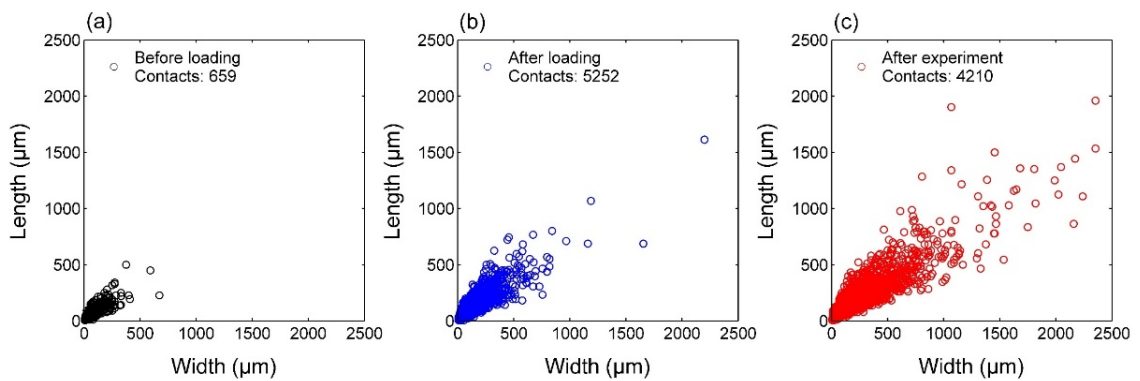 (a)
Before loading
Contacts: 659
2500
2000
1500
1000
500
0
0 500 1000 1500 2000 2500
Length (µm)
Width (µm)
(b)
After loading
Contacts: 5252
2500
2000
1500
1000
500
0
0 500 1000 1500 2000 2500
Length (µm)
Width (µm)
(c)
After experiment
Contacts: 4210
2500
2000
1500
1000
500
0
0 500 1000 1500 2000 2500
Length (µm)
Width (µm)